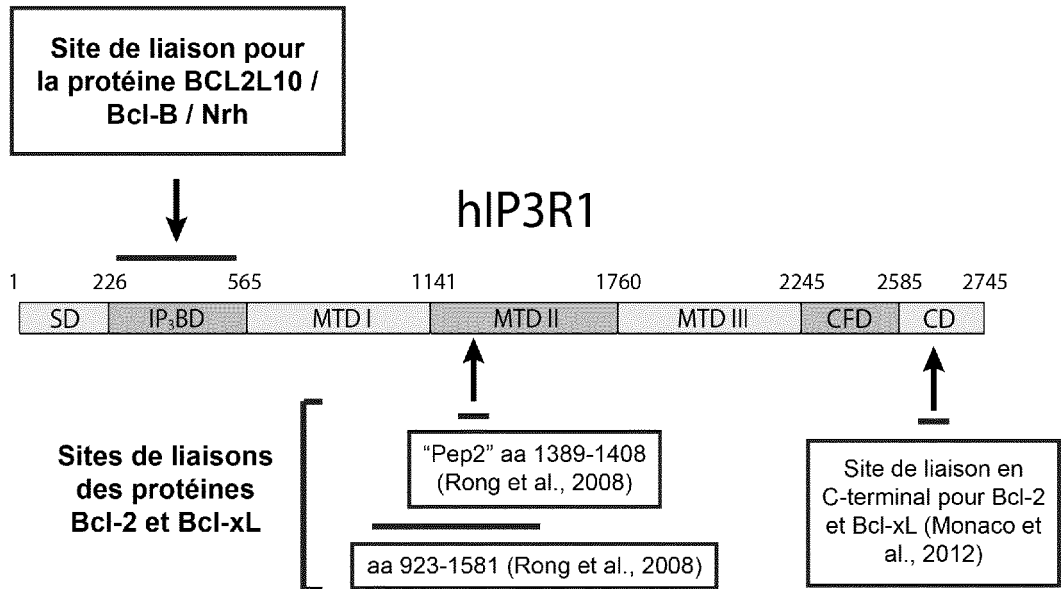 Site de liaison pour
la protéine BCL2L10 /
Bcl-B / Nrh
hIP3R1
1 226 565 1141 1760 2245 2585 2745
SD IP₃BD MTD I MTD II MTD III CFD CD
Sites de liaisons
des protéines
Bcl-2 et Bcl-xL
“Pep2” aa 1389-1408
(Rong et al., 2008)
aa 923-1581 (Rong et al., 2008)
Site de liaison en
C-terminal pour Bcl-2
et Bcl-xL (Monaco et
al., 2012)